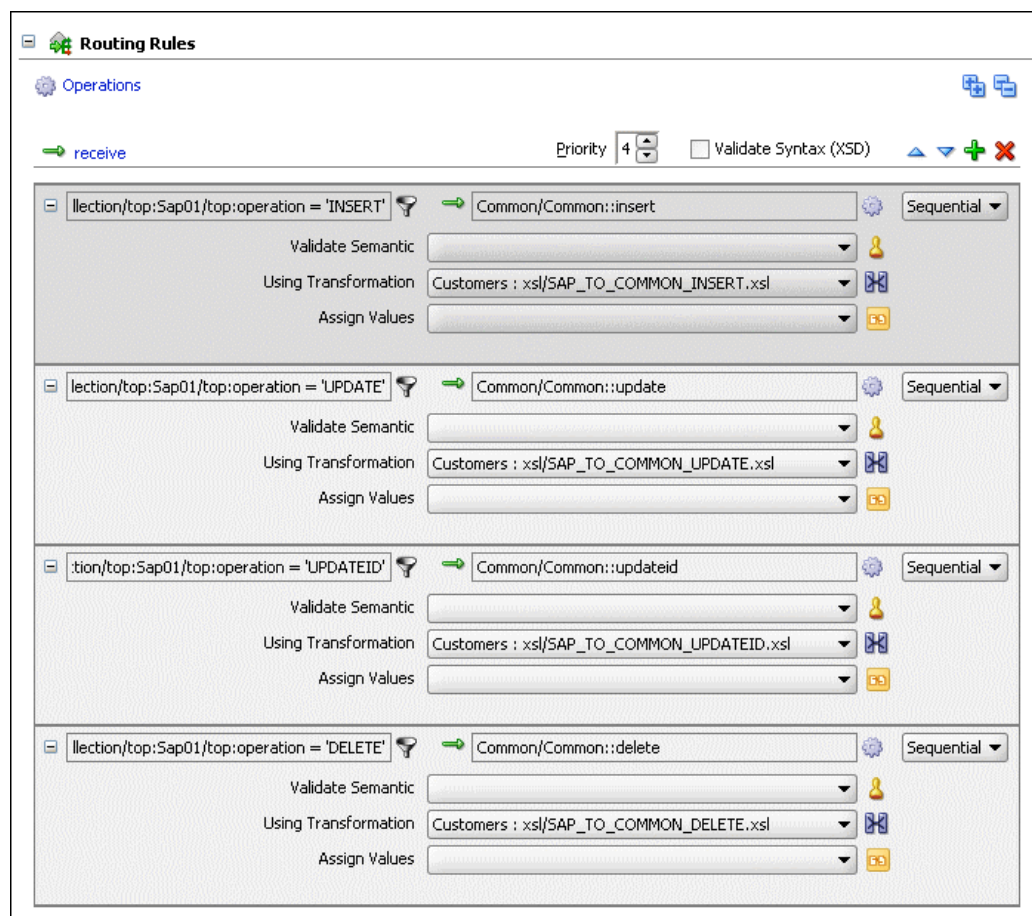 Routing Rules
Operations
receive Priority 4 Validate Syntax (XSD)
llection/top:Sap01/top:operation = 'INSERT' Common/Common::insert Sequential
Validate Semantic
Using Transformation Customers : xsl/SAP_TO_COMMON_INSERT.xsl
Assign Values
lection/top:Sap01/top:operation = 'UPDATE' Common/Common::update Sequential
Validate Semantic
Using Transformation Customers : xsl/SAP_TO_COMMON_UPDATE.xsl
Assign Values
:tion/top:Sap01/top:operation = 'UPDATEID' Common/Common::updateid Sequential
Validate Semantic
Using Transformation Customers : xsl/SAP_TO_COMMON_UPDATEID.xsl
Assign Values
llection/top:Sap01/top:operation = 'DELETE' Common/Common::delete Sequential
Validate Semantic
Using Transformation Customers : xsl/SAP_TO_COMMON_DELETE.xsl
Assign Values